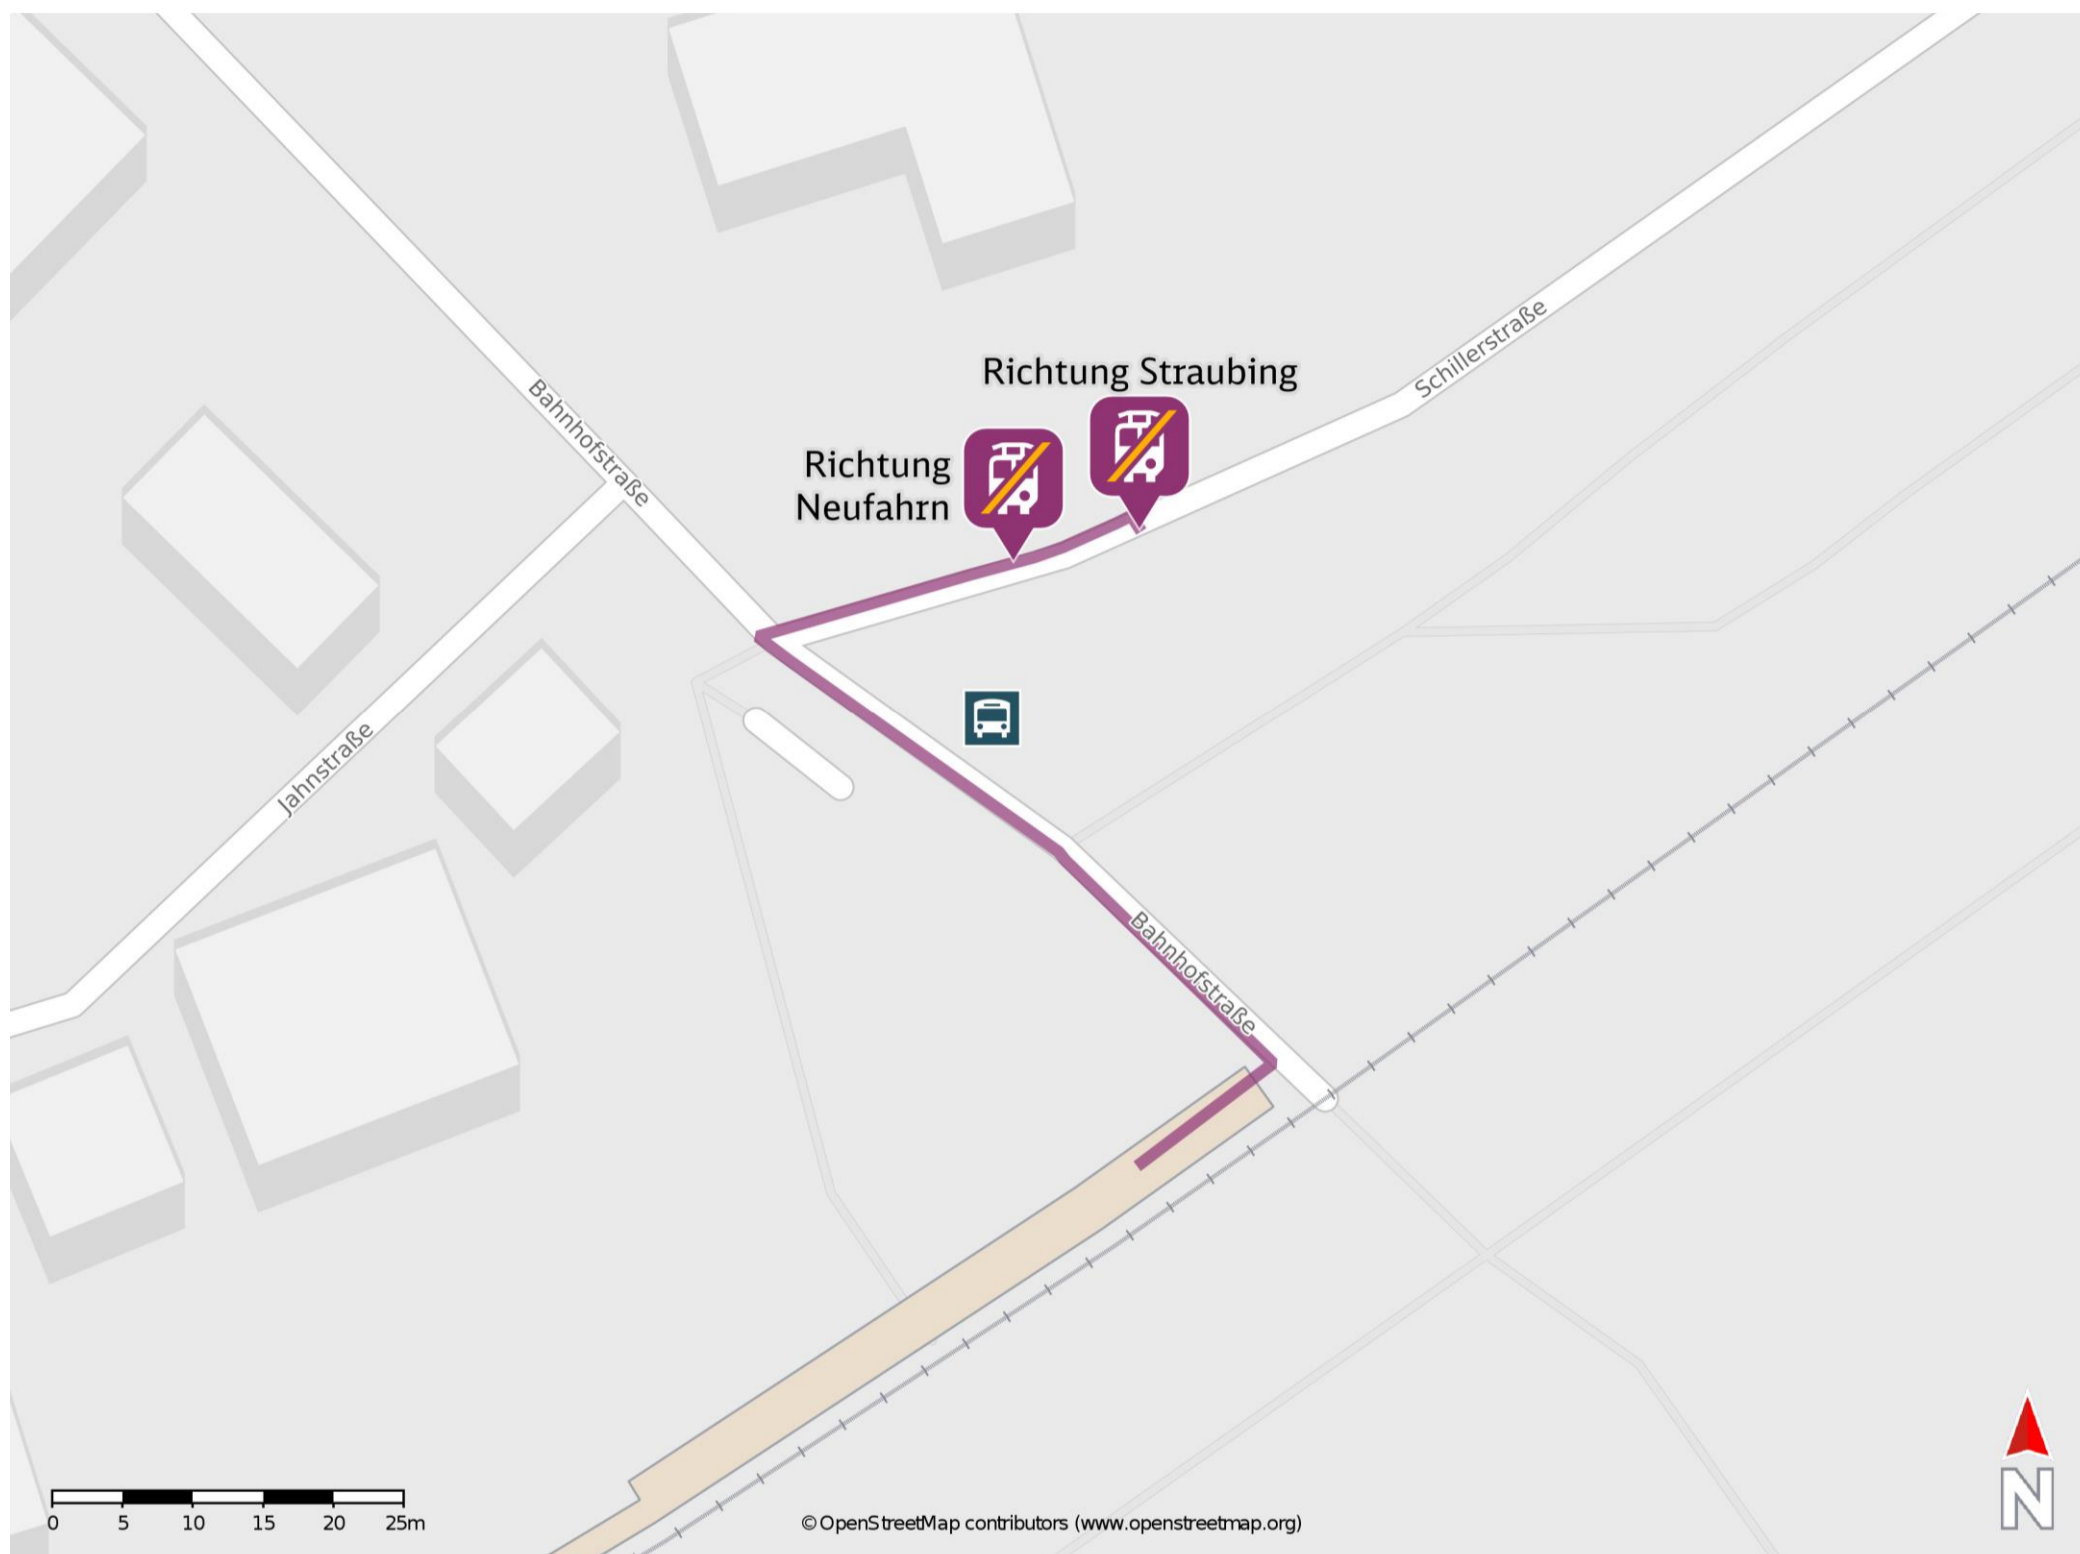 Richtung Straubing
Richtung
Neufahrn
Schillerstraße
Bahnhofstraße
Jahnstraße
Bahnhofstraße
0 5 10 15 20 25m
© OpenStreetMap contributors (www.openstreetmap.org)
N